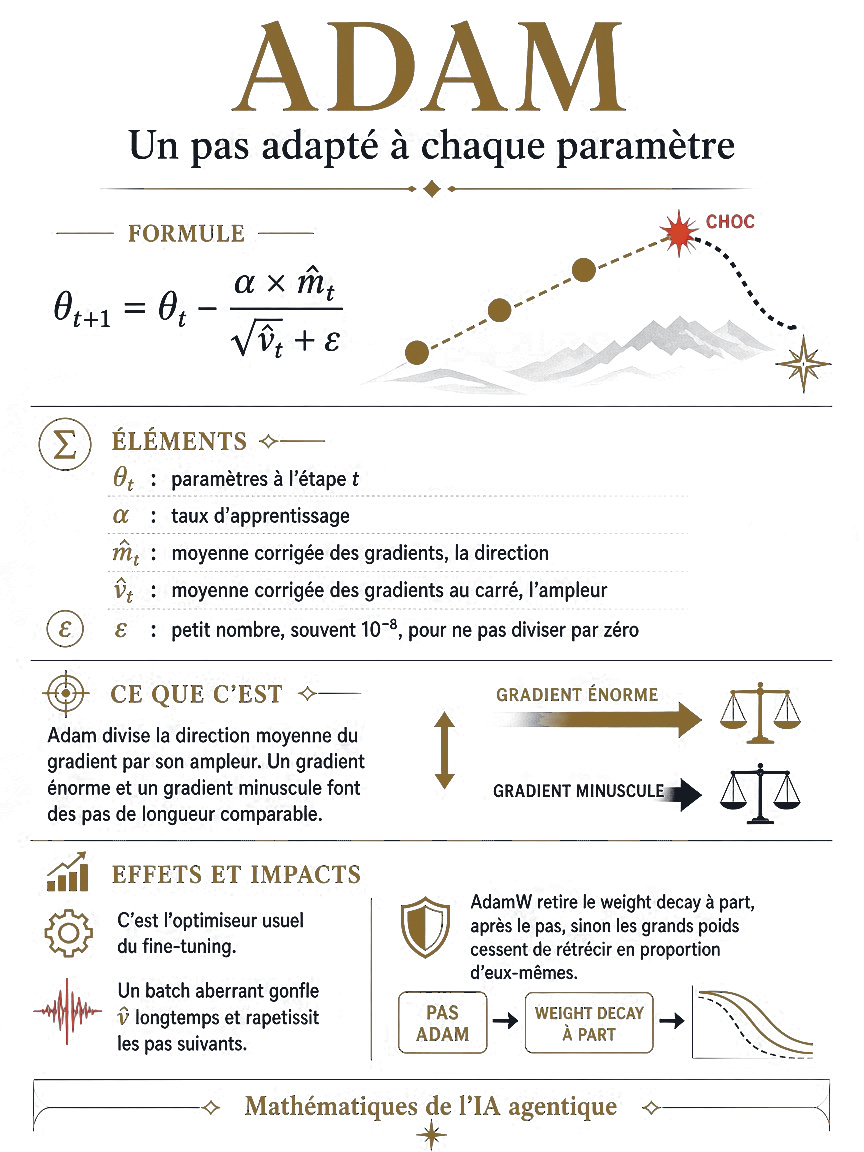 ADAM
Un pas adapté à chaque paramètre
FORMULE
CHOC
θ_{t+1} = θ_t − (α × m̂_t) / (√v̂_t + ε)
Σ ÉLÉMENTS
θ_t : paramètres à l'étape t
α : taux d'apprentissage
m̂_t : moyenne corrigée des gradients, la direction
v̂_t : moyenne corrigée des gradients au carré, l'ampleur
ε ε : petit nombre, souvent 10⁻⁸, pour ne pas diviser par zéro
CE QUE C'EST
Adam divise la direction moyenne du
gradient par son ampleur. Un gradient
énorme et un gradient minuscule font
des pas de longueur comparable.
GRADIENT ÉNORME
GRADIENT MINUSCULE
EFFETS ET IMPACTS
C'est l'optimiseur usuel
du fine-tuning.
Un batch aberrant gonfle
v̂ longtemps et rapetissit
les pas suivants.
AdamW retire le weight decay à part,
après le pas, sinon les grands poids
cessent de rétrécir en proportion
d'eux-mêmes.
PAS
ADAM
WEIGHT DECAY
À PART
Mathématiques de l'IA agentique